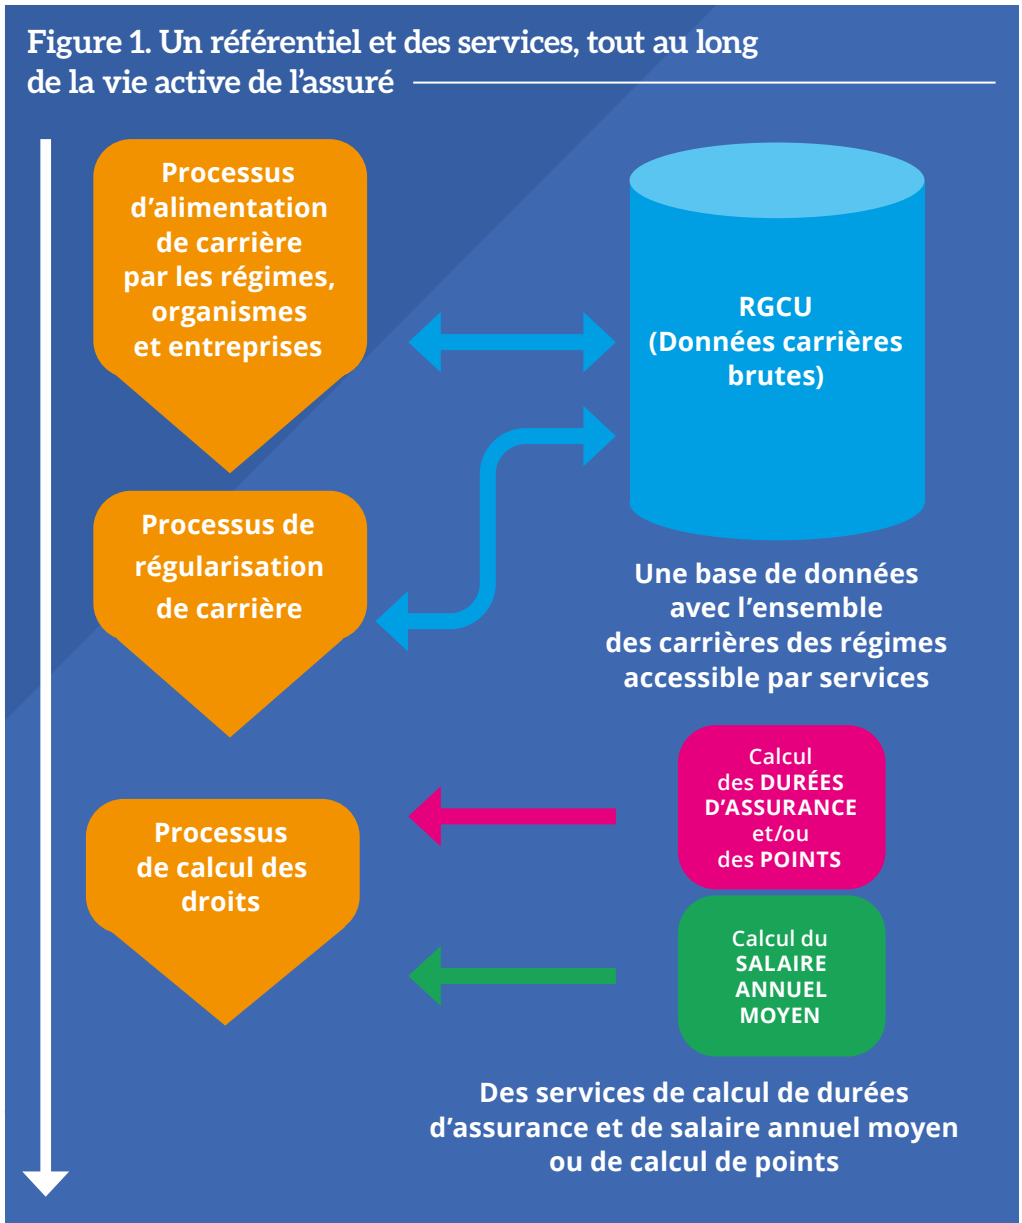 Figure 1. Un référentiel et des services, tout au long
de la vie active de l’assuré
Processus
d’alimentation
de carrière
par les régimes,
organismes
et entreprises
RGCU
(Données carrières
brutes)
Processus de
régularisation
de carrière
Une base de données
avec l’ensemble
des carrières des régimes
accessible par services
Processus
de calcul des
droits
Calcul
des DURÉES
D’ASSURANCE
et/ou
des POINTS
Calcul du
SALAIRE
ANNUEL
MOYEN
Des services de calcul de durées
d’assurance et de salaire annuel moyen
ou de calcul de points